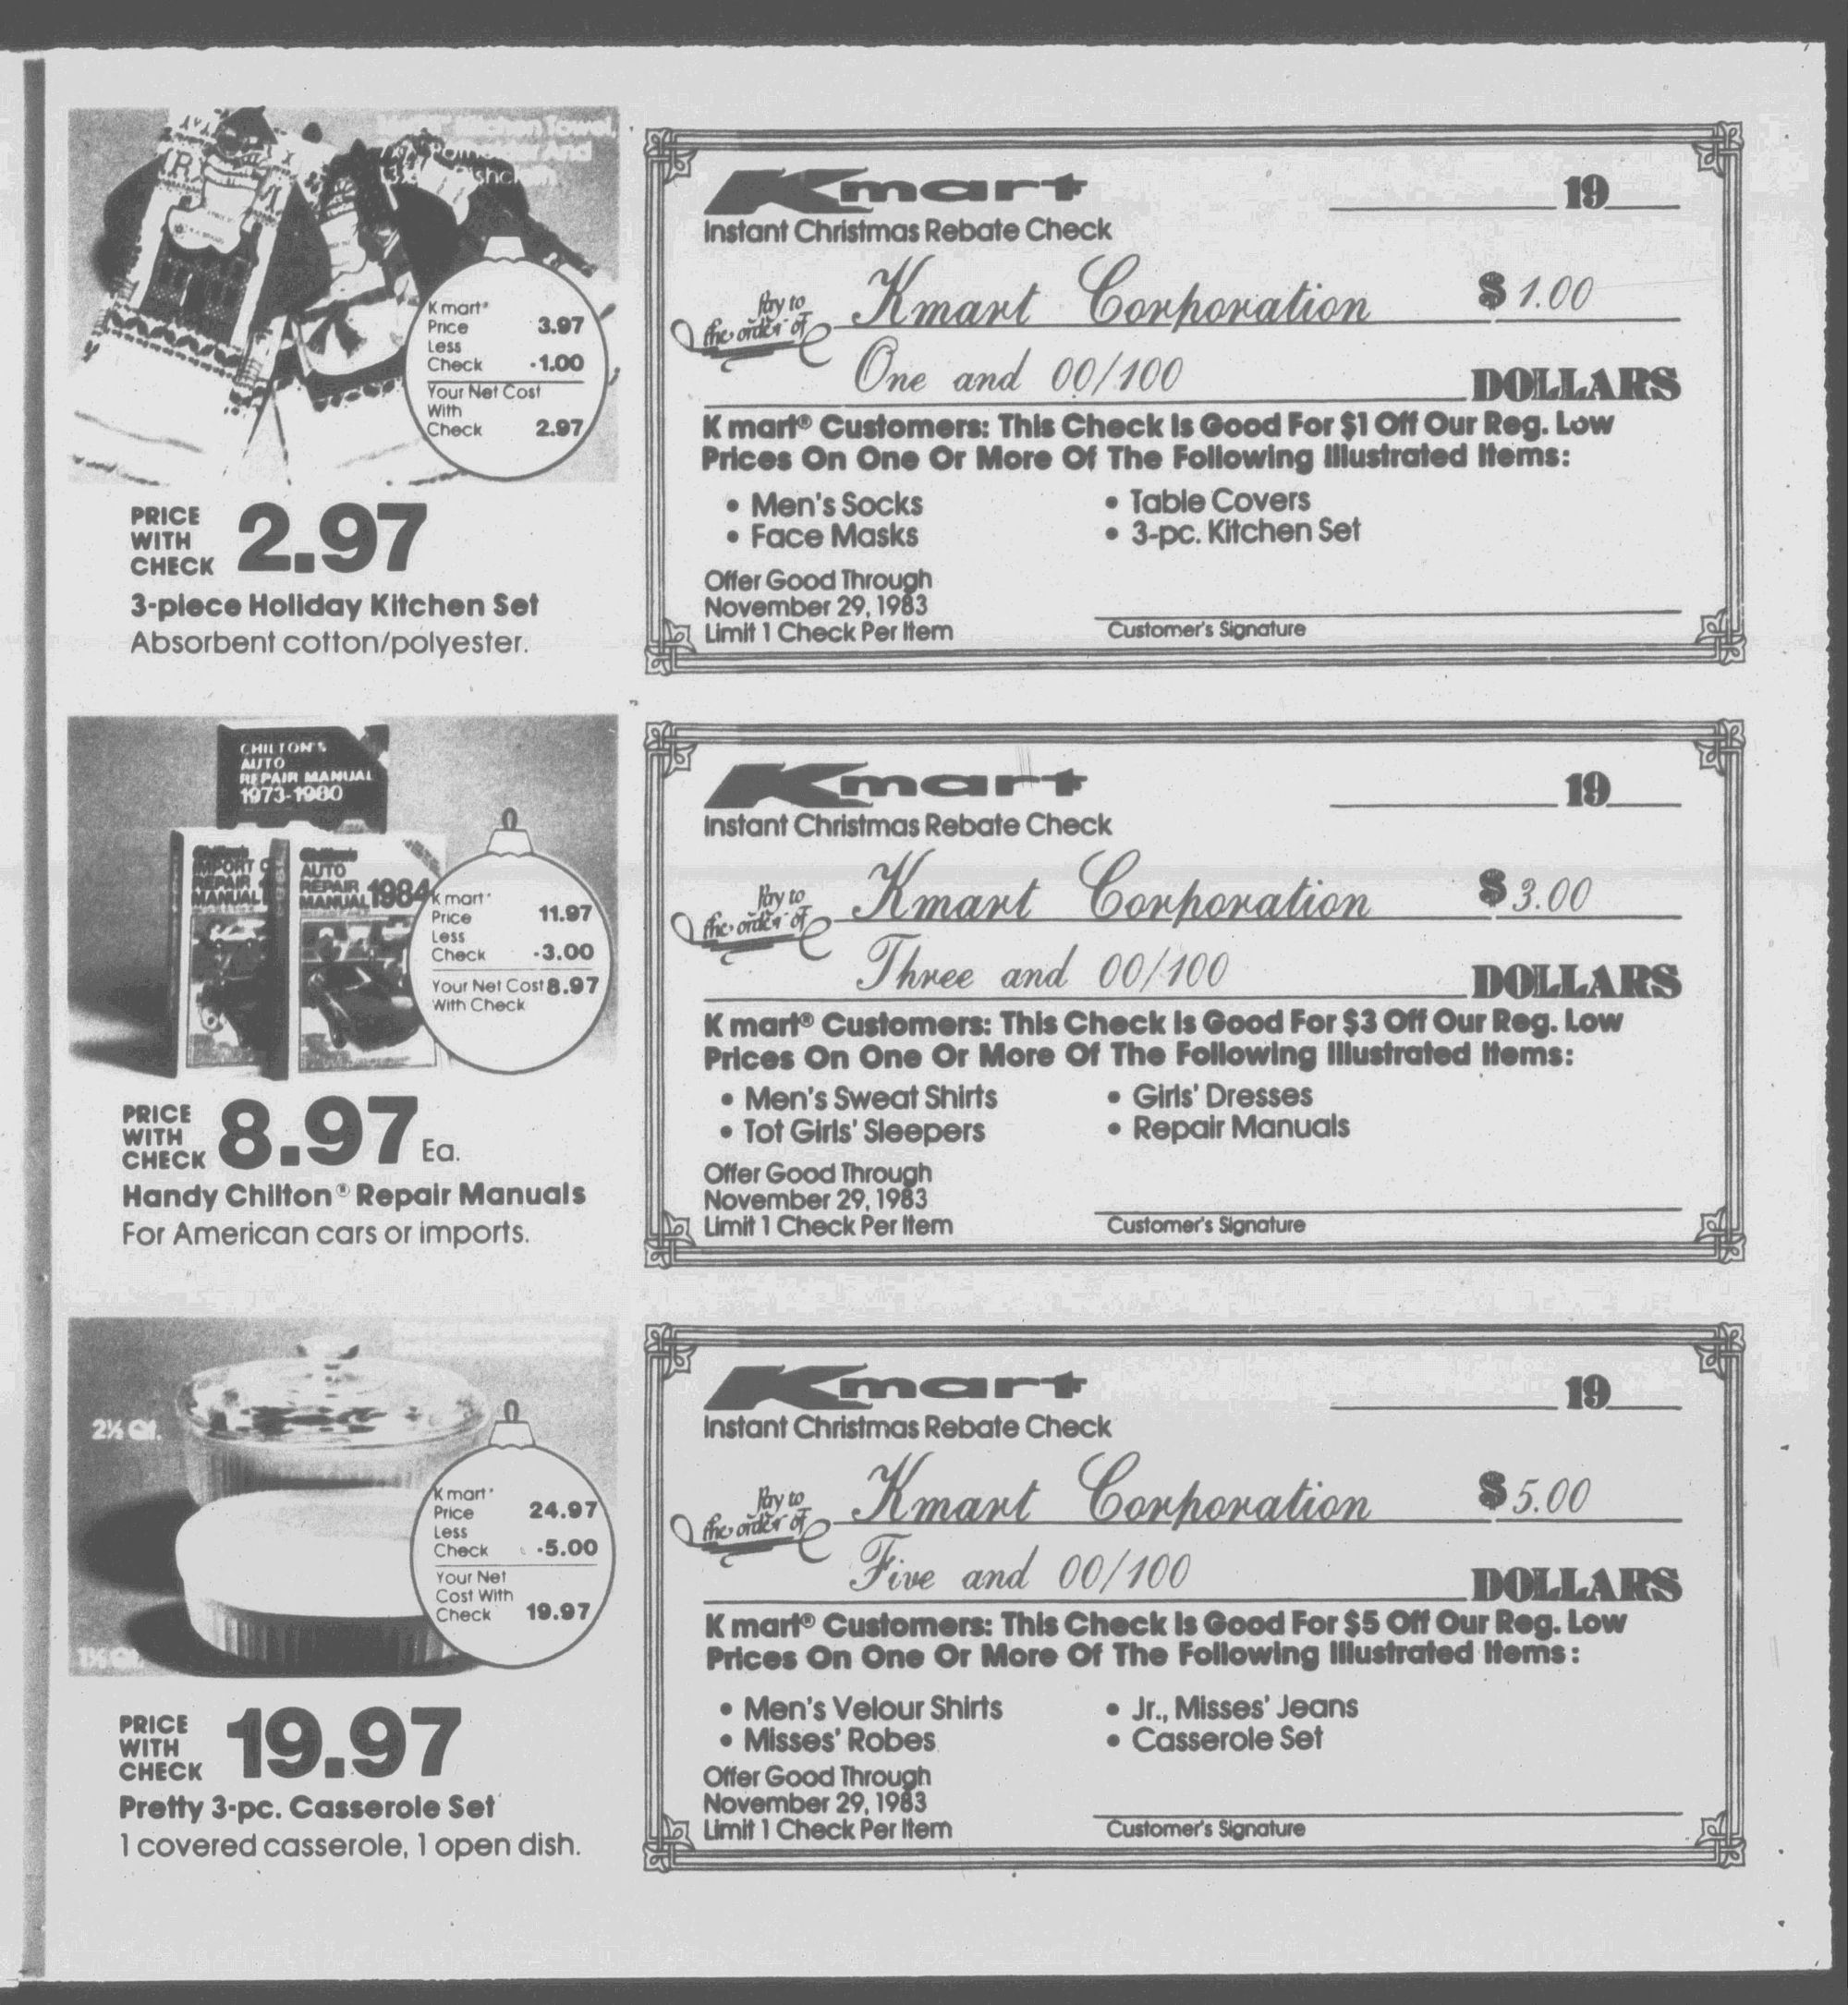 Kitchen Towel,
And
K mart®
Price 3.97
Less
Check -1.00
Your Net Cost
With
Check 2.97
PRICE
WITH
CHECK 2.97
3-piece Holiday Kitchen Set
Absorbent cotton/polyester.
Kmart
19
Instant Christmas Rebate Check
Pay to
the order of Kmart Corporation $ 1.00
One and 00/100 DOLLARS
K mart® Customers: This Check Is Good For $1 Off Our Reg. Low
Prices On One Or More Of The Following Illustrated Items:
• Men's Socks • Table Covers
• Face Masks • 3-pc. Kitchen Set
Offer Good Through
November 29, 1983
Limit 1 Check Per Item Customer's Signature
CHILTON'S
AUTO
REPAIR MANUAL
1973-1980
Chilton's
IMPORT
REPAIR
MANUAL
Chilton's
AUTO
REPAIR
MANUAL 1984
K mart®
Price 11.97
Less
Check -3.00
Your Net Cost 8.97
With Check
PRICE
WITH
CHECK 8.97 Ea.
Handy Chilton® Repair Manuals
For American cars or imports.
Kmart
19
Instant Christmas Rebate Check
Pay to
the order of Kmart Corporation $ 3.00
Three and 00/100 DOLLARS
K mart® Customers: This Check Is Good For $3 Off Our Reg. Low
Prices On One Or More Of The Following Illustrated Items:
• Men's Sweat Shirts • Girls' Dresses
• Tot Girls' Sleepers • Repair Manuals
Offer Good Through
November 29, 1983
Limit 1 Check Per Item Customer's Signature
2½ Qt.
K mart®
Price 24.97
Less
Check -5.00
Your Net
Cost With
Check 19.97
PRICE
WITH
CHECK 19.97
Pretty 3-pc. Casserole Set
1 covered casserole, 1 open dish.
Kmart
19
Instant Christmas Rebate Check
Pay to
the order of Kmart Corporation $ 5.00
Five and 00/100 DOLLARS
K mart® Customers: This Check Is Good For $5 Off Our Reg. Low
Prices On One Or More Of The Following Illustrated Items:
• Men's Velour Shirts • Jr., Misses' Jeans
• Misses' Robes • Casserole Set
Offer Good Through
November 29, 1983
Limit 1 Check Per Item Customer's Signature